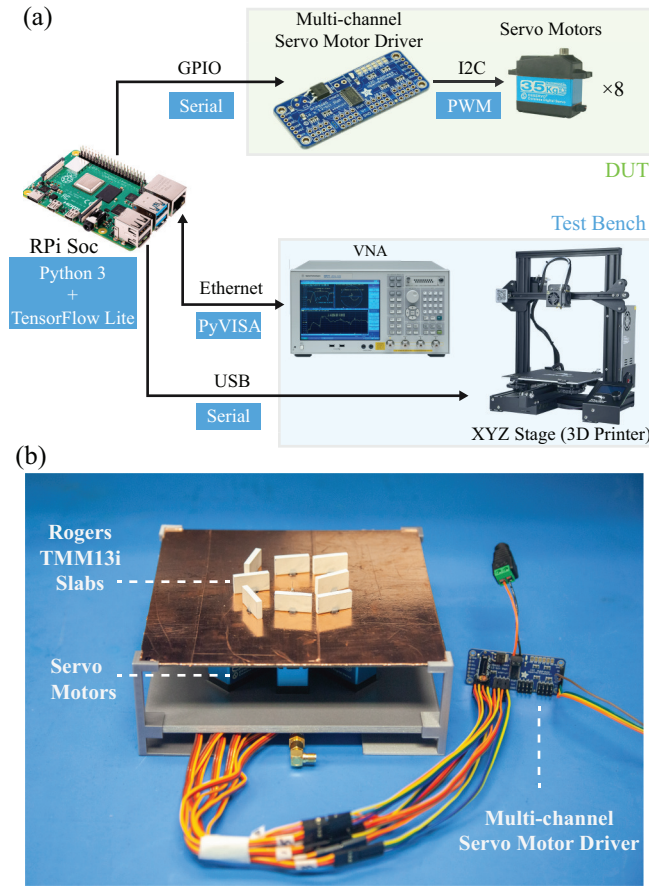 (a)
Multi-channel
Servo Motor Driver
Servo Motors
GPIO
Serial
I2C
PWM
35
×8
DUT
RPi Soc
Python 3
+
TensorFlow Lite
Test Bench
VNA
Ethernet
PyVISA
USB
Serial
XYZ Stage (3D Printer)
(b)
Rogers
TMM13i
Slabs
Servo
Motors
Multi-channel
Servo Motor Driver